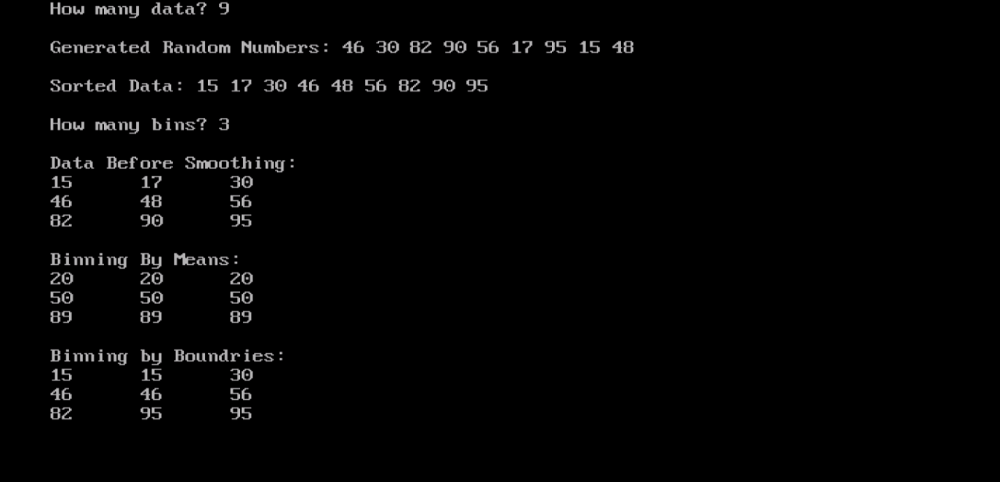 How many data? 9
Generated Random Numbers: 46 30 82 90 56 17 95 15 48
Sorted Data: 15 17 30 46 48 56 82 90 95
How many bins? 3
Data Before Smoothing:
15 17 30
46 48 56
82 90 95
Binning By Means:
20 20 20
50 50 50
89 89 89
Binning by Boundries:
15 15 30
46 46 56
82 95 95